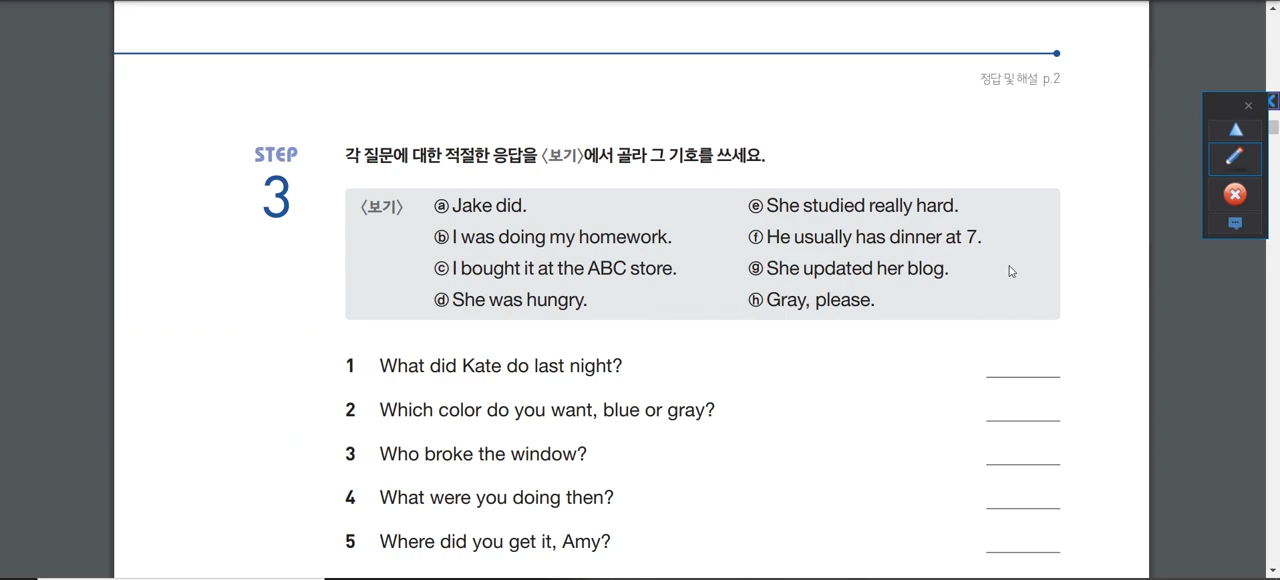 정답 및 해설 p.2
STEP
3
각 질문에 대한 적절한 응답을 〈보기〉에서 골라 그 기호를 쓰세요.
〈보기〉
ⓐ Jake did.
ⓑ I was doing my homework.
ⓒ I bought it at the ABC store.
ⓓ She was hungry.
ⓔ She studied really hard.
ⓕ He usually has dinner at 7.
ⓖ She updated her blog.
ⓗ Gray, please.
1 What did Kate do last night?
2 Which color do you want, blue or gray?
3 Who broke the window?
4 What were you doing then?
5 Where did you get it, Amy?